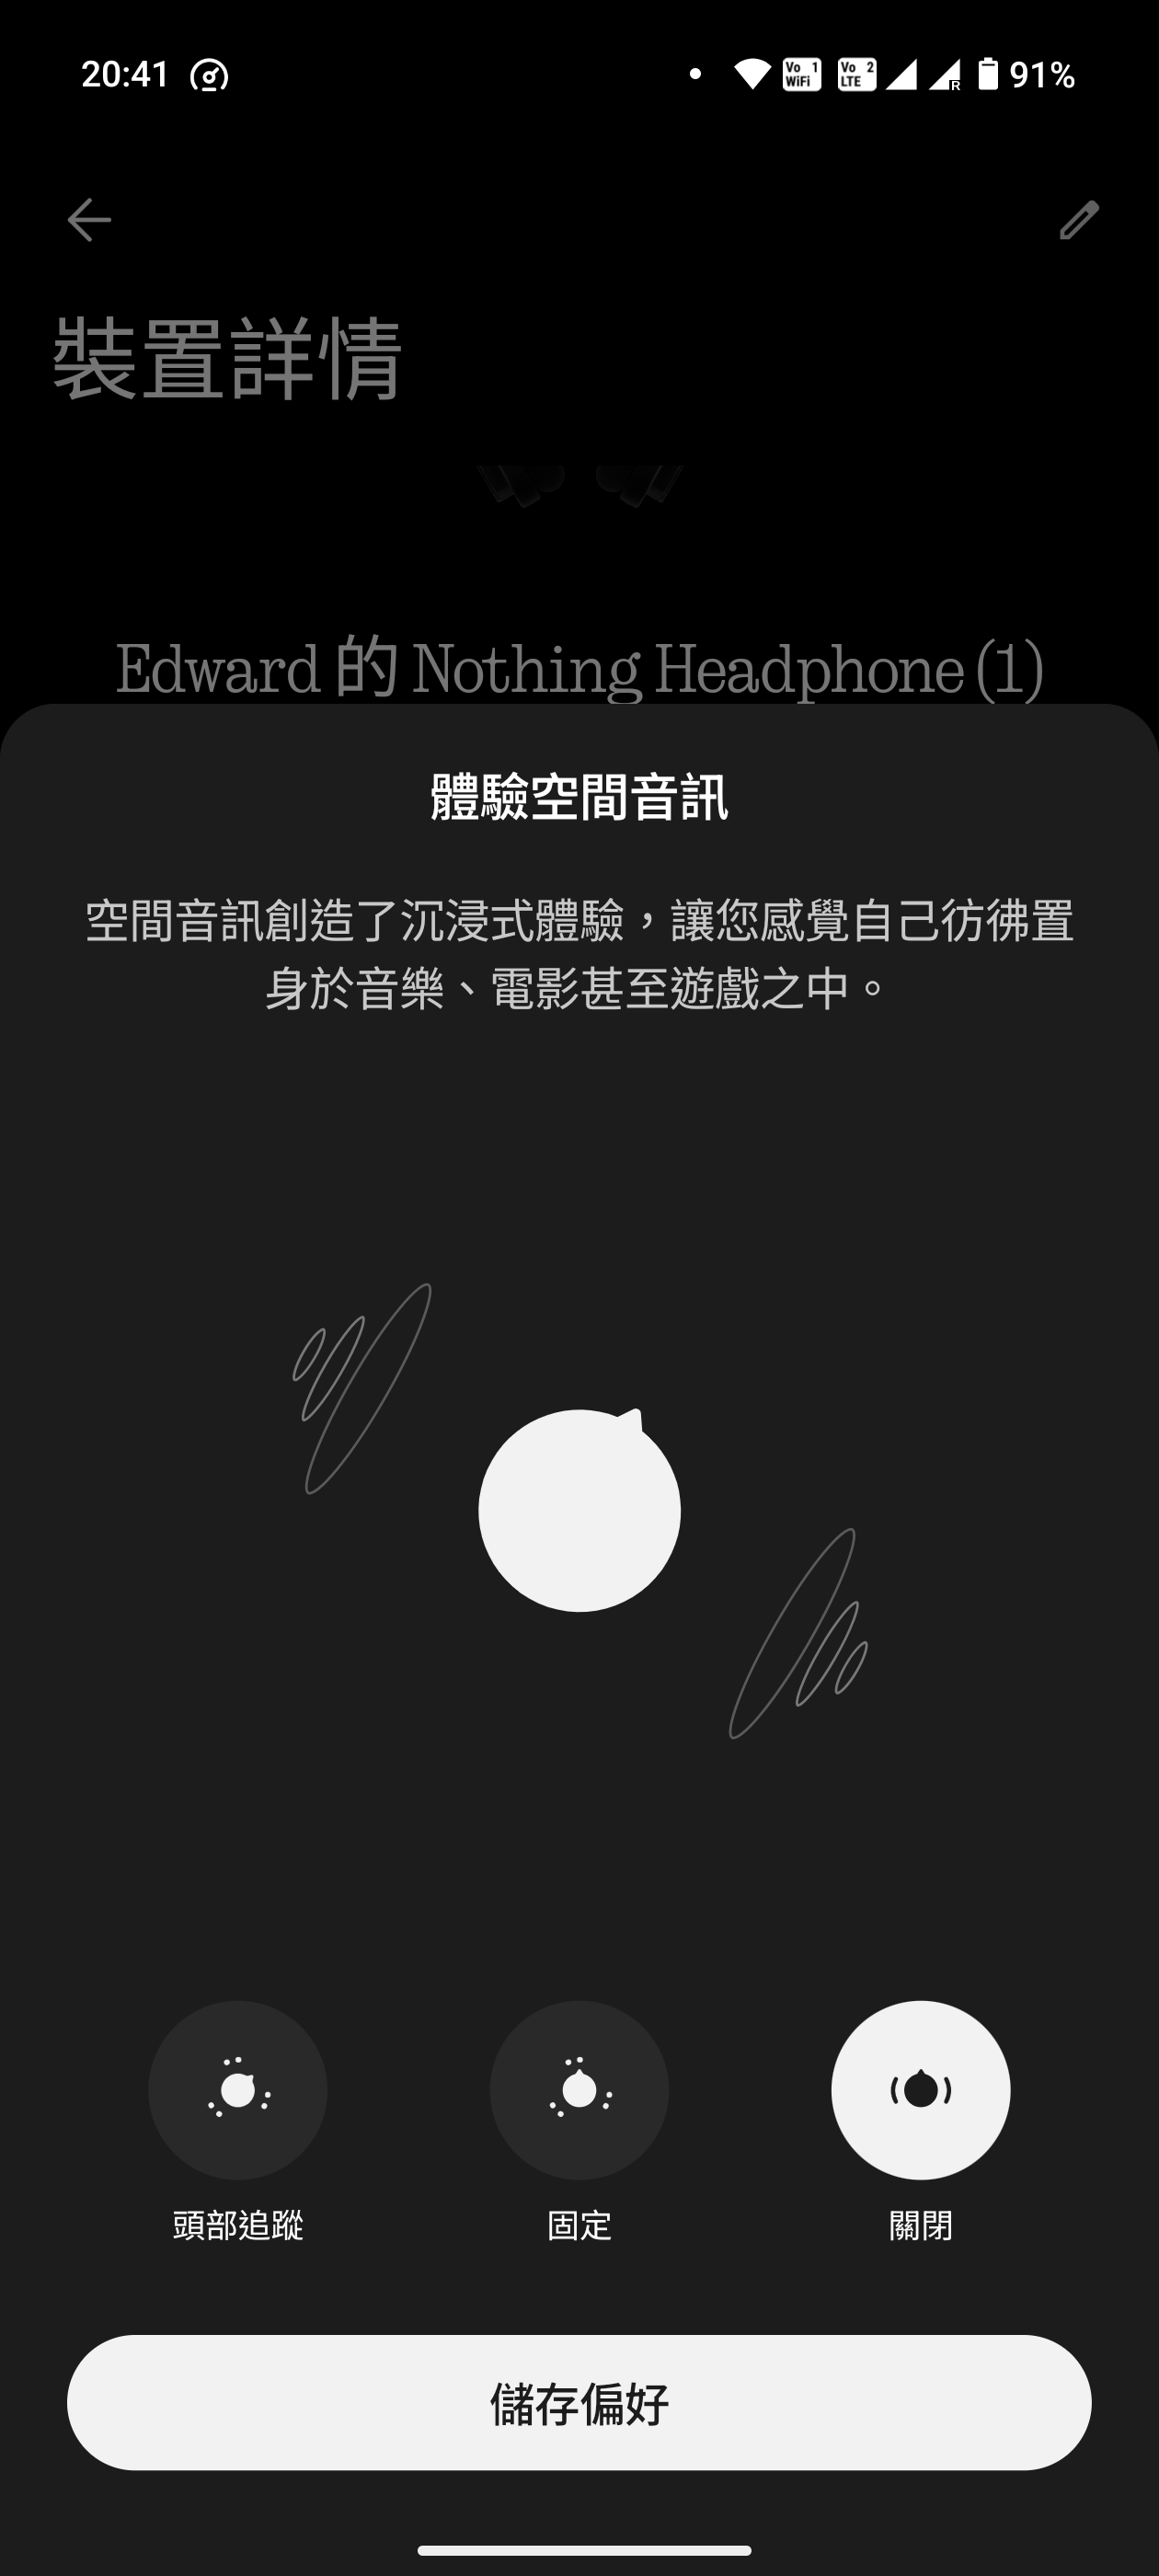 20:41
Vo 1 WiFi
Vo 2 LTE
R
91%
裝置詳情
Edward 的 Nothing Headphone (1)
體驗空間音訊
空間音訊創造了沉浸式體驗，讓您感覺自己彷彿置
身於音樂、電影甚至遊戲之中。
頭部追蹤
固定
關閉
儲存偏好